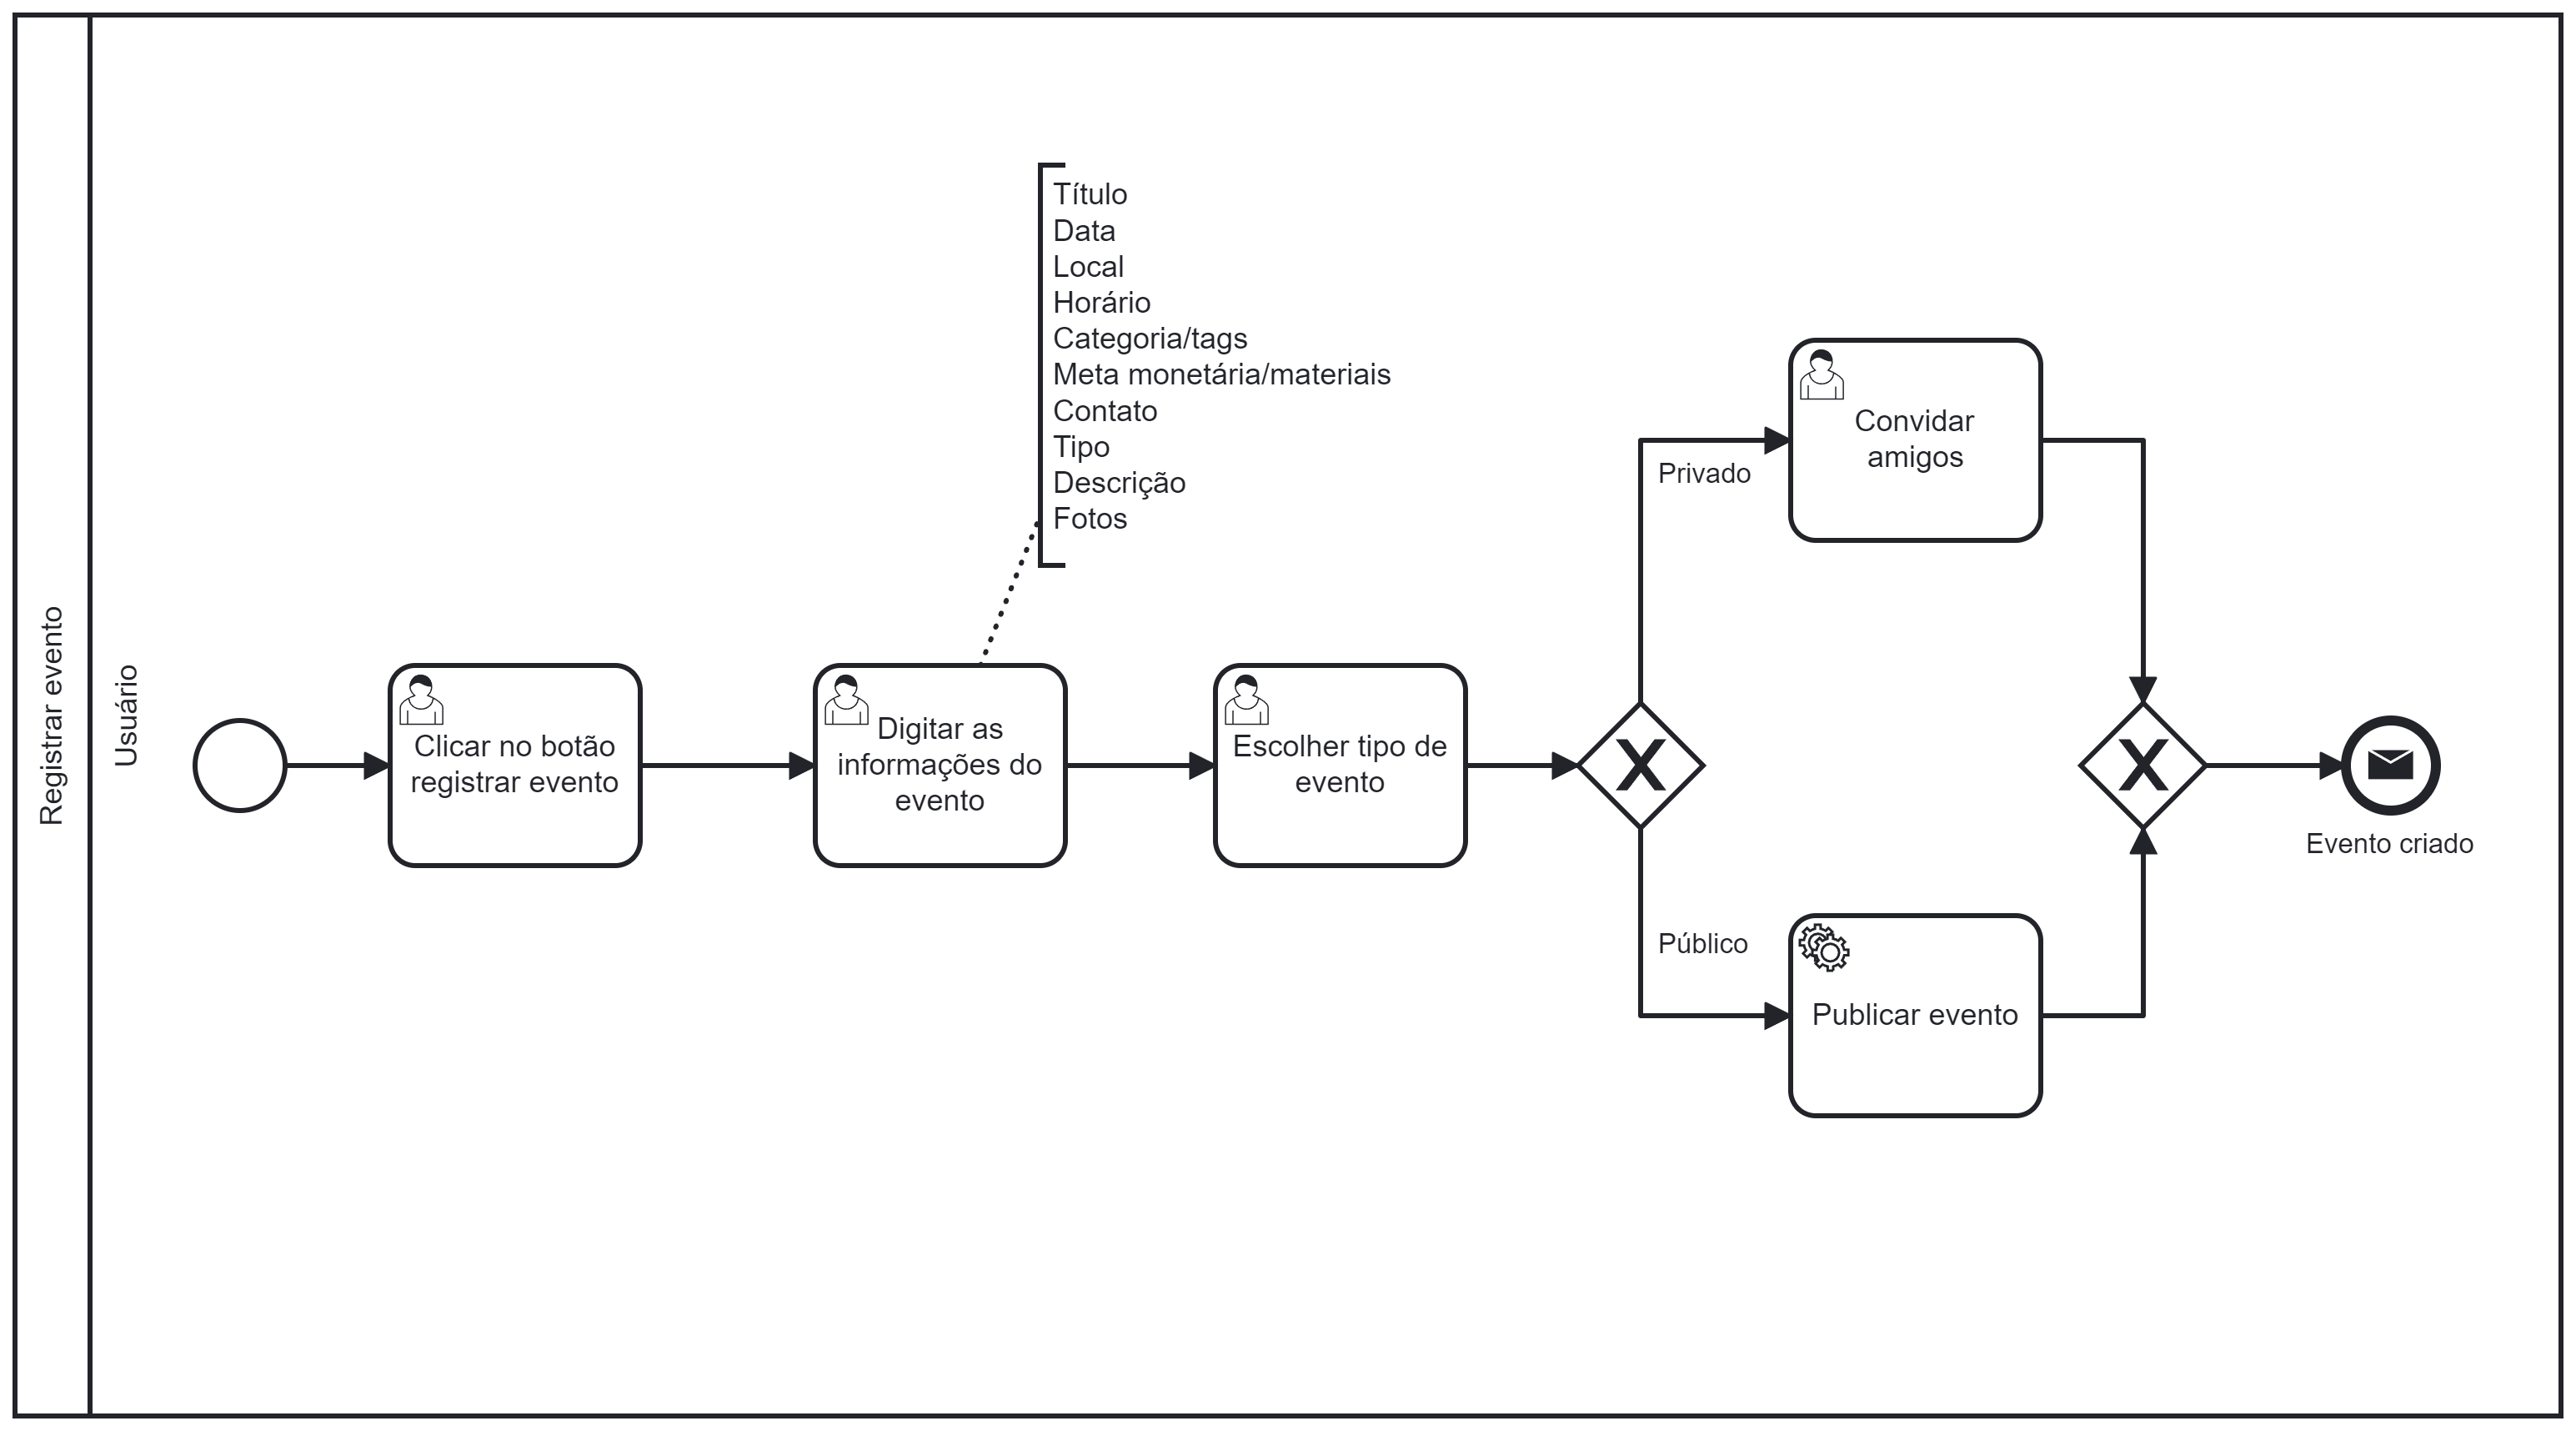 Registrar evento
Usuário
Título
Data
Local
Horário
Categoria/tags
Meta monetária/materiais
Contato
Tipo
Descrição
Fotos
Clicar no botão
registrar evento
Digitar as
informações do
evento
Escolher tipo de
evento
X
Privado
Convidar
amigos
Público
Publicar evento
X
Evento criado